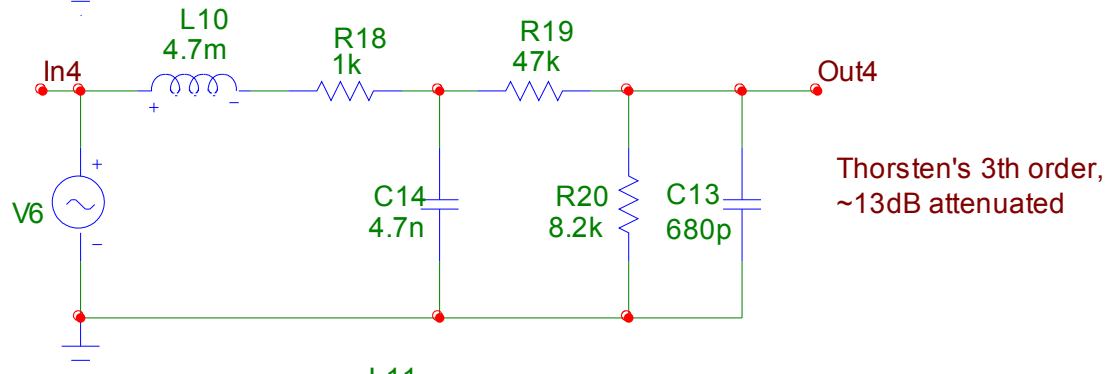 L10
4.7m
R18
1k
R19
47k
In4
Out4
+
-
+
V6
-
C14
4.7n
R20
8.2k
C13
680p
Thorsten's 3th order,
~13dB attenuated